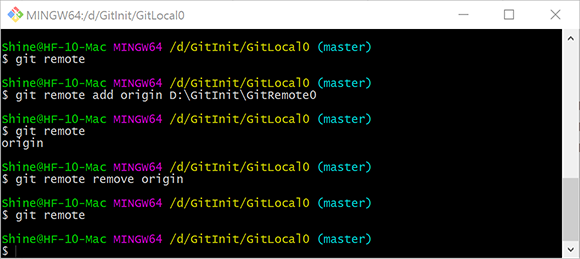 MINGW64:/d/GitInit/GitLocal0
Shine@HF-10-Mac MINGW64 /d/GitInit/GitLocal0 (master)
$ git remote
Shine@HF-10-Mac MINGW64 /d/GitInit/GitLocal0 (master)
$ git remote add origin D:\GitInit\GitRemote0
Shine@HF-10-Mac MINGW64 /d/GitInit/GitLocal0 (master)
$ git remote
origin
Shine@HF-10-Mac MINGW64 /d/GitInit/GitLocal0 (master)
$ git remote remove origin
Shine@HF-10-Mac MINGW64 /d/GitInit/GitLocal0 (master)
$ git remote
Shine@HF-10-Mac MINGW64 /d/GitInit/GitLocal0 (master)
$